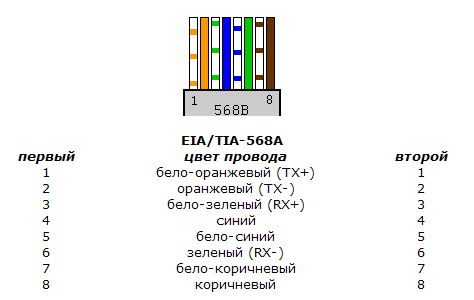 1 8
568B
EIA/TIA-568A
первый цвет провода второй
1 бело-оранжевый (TX+) 1
2 оранжевый (TX-) 2
3 бело-зеленый (RX+) 3
4 синий 4
5 бело-синий 5
6 зеленый (RX-) 6
7 бело-коричневый 7
8 коричневый 8